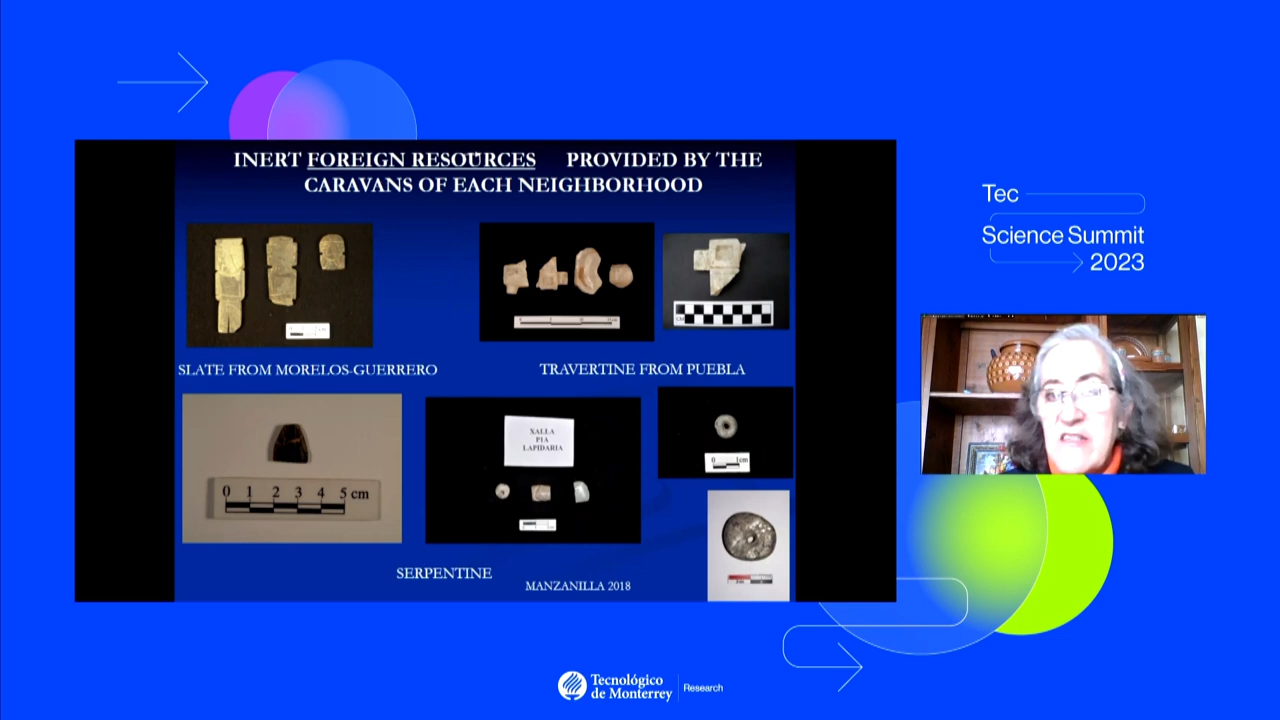 INERT FOREIGN RESOURCES PROVIDED BY THE
CARAVANS OF EACH NEIGHBORHOOD
Tec
Science Summit
2023
SLATE FROM MORELOS-GUERRERO
TRAVERTINE FROM PUEBLA
XALLA
PIA
LAPIDARIA
0 1cm
0 1 2 3 4 5 cm
SERPENTINE
MANZANILLA 2018
Tecnológico
de Monterrey
Research